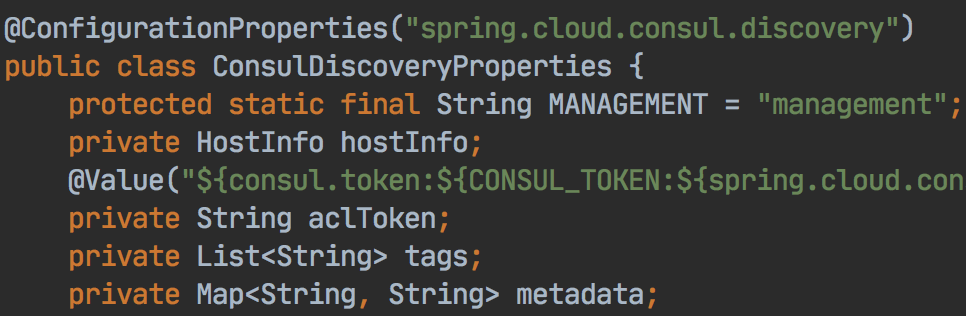 @ConfigurationProperties("spring.cloud.consul.discovery")
public class ConsulDiscoveryProperties {
    protected static final String MANAGEMENT = "management";
    private HostInfo hostInfo;
    @Value("${consul.token:${CONSUL_TOKEN:${spring.cloud.con
    private String aclToken;
    private List<String> tags;
    private Map<String, String> metadata;